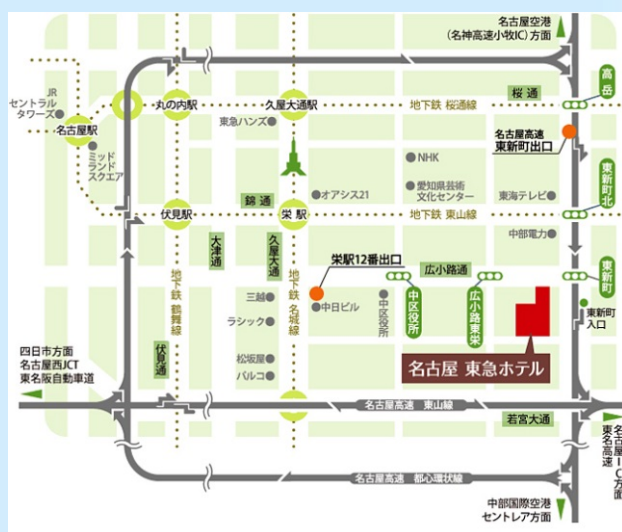 名古屋空港
(名神高速小牧IC)方面
JR
セントラル
タワーズ
名古屋駅
ミッド
ランド
スクエア
丸の内駅
久屋大通駅
東急ハンズ
地下鉄 桜通線
桜 通
高岳
名古屋高速
東新町出口
NHK
愛知県芸術
文化センター
オアシス21
東海テレビ
東新町北
錦 通
伏見駅
栄 駅
地下鉄 東山線
中部電力
大津通
久屋大通
栄駅12番出口
広小路通
東新町
地下鉄 鶴舞線
地下鉄 名城線
三越
ラシック
中日ビル
中区役所
中区役所
広小路東栄
東新町
入口
伏見通
松坂屋
パルコ
名古屋 東急ホテル
四日市方面
名古屋西JCT
東名阪自動車道
名古屋高速 東山線
若宮大通
名古屋IC方面
東名高速
名古屋高速 都心環状線
中部国際空港
セントレア方面